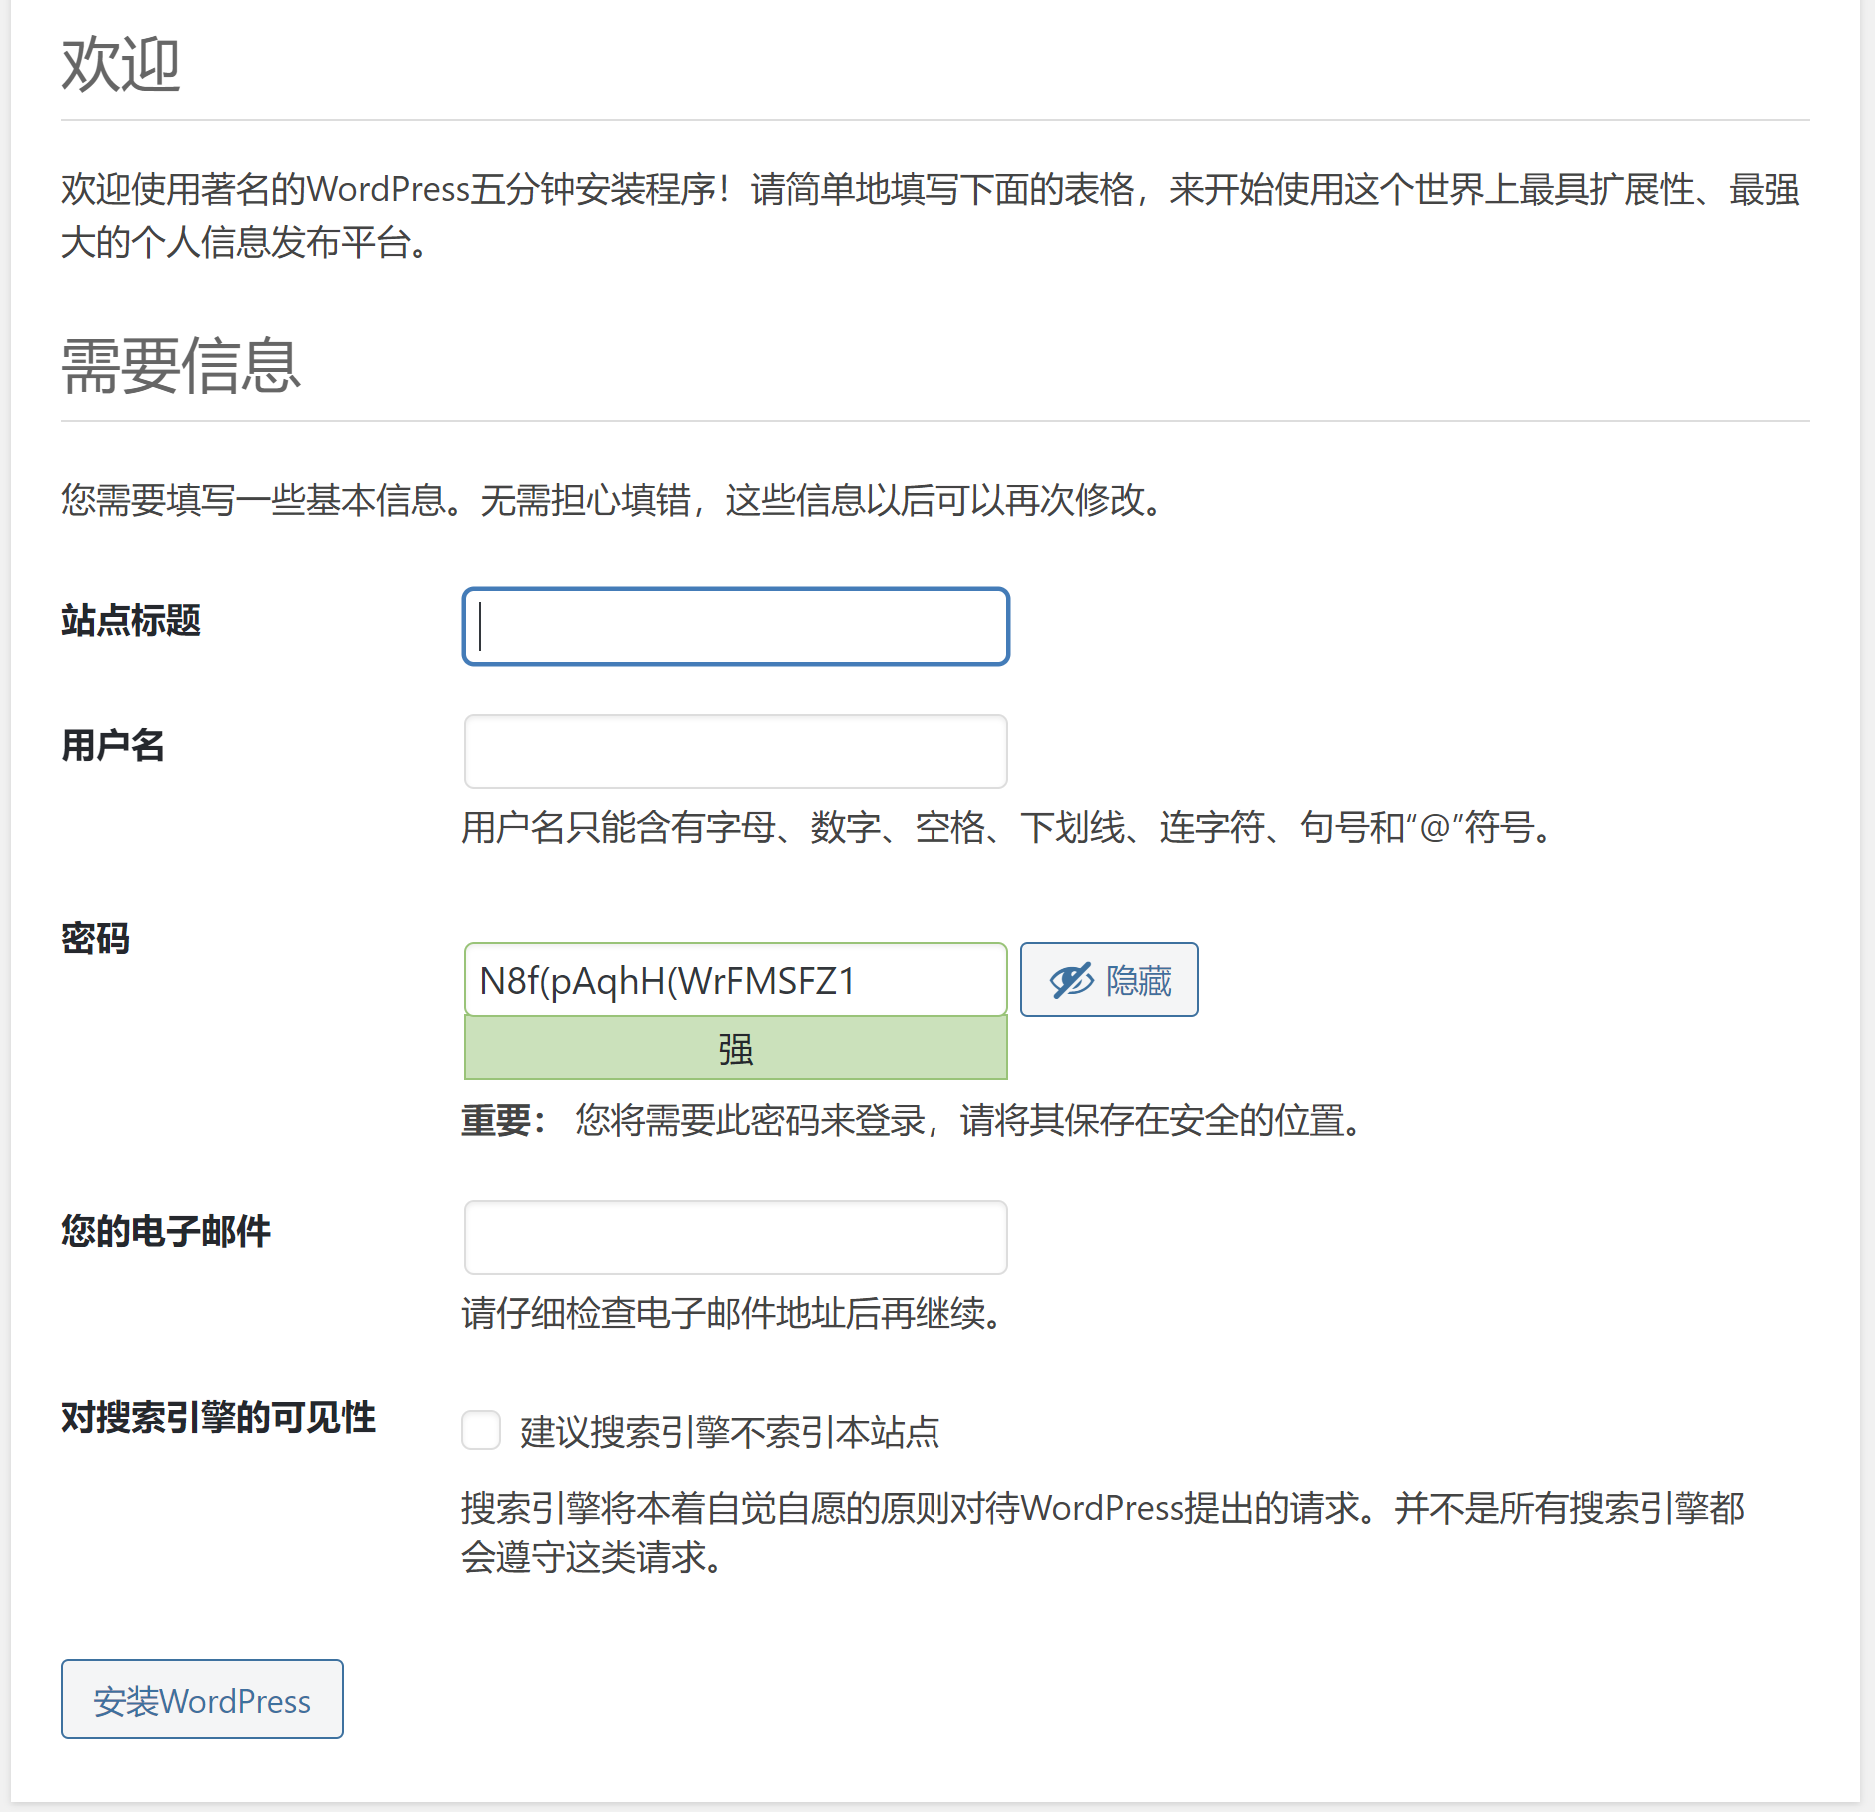 欢迎
欢迎使用著名的WordPress五分钟安装程序！请简单地填写下面的表格，来开始使用这个世界上最具扩展性、最强
大的个人信息发布平台。
需要信息
您需要填写一些基本信息。无需担心填错，这些信息以后可以再次修改。
站点标题
用户名
用户名只能含有字母、数字、空格、下划线、连字符、句号和“@”符号。
密码
N8f(pAqhH(WrFMSFZ1
隐藏
强
重要： 您将需要此密码来登录，请将其保存在安全的位置。
您的电子邮件
请仔细检查电子邮件地址后再继续。
对搜索引擎的可见性
建议搜索引擎不索引本站点
搜索引擎将本着自觉自愿的原则对待WordPress提出的请求。并不是所有搜索引擎都
会遵守这类请求。
安装WordPress